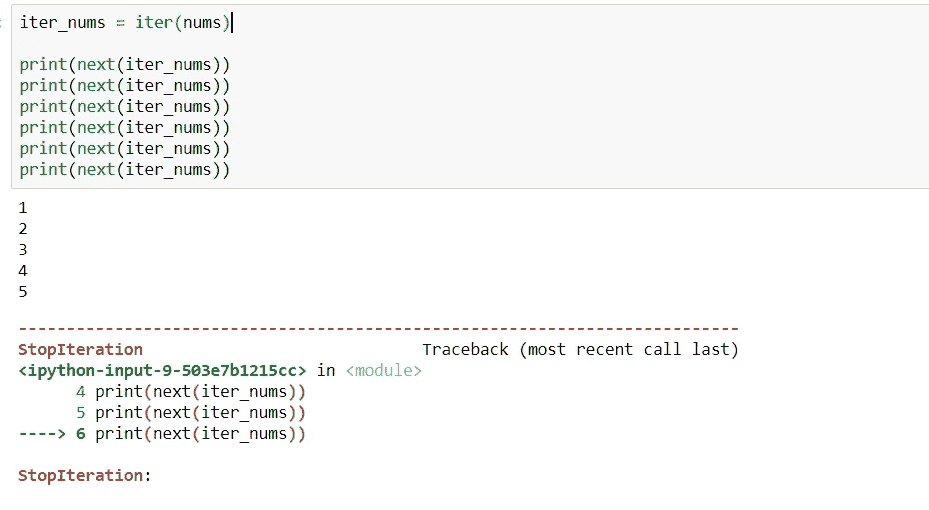 iter_nums = iter(nums)
print(next(iter_nums))
print(next(iter_nums))
print(next(iter_nums))
print(next(iter_nums))
print(next(iter_nums))
print(next(iter_nums))
1
2
3
4
5
---------------------------------------------------------------------------
StopIteration                             Traceback (most recent call last)
<ipython-input-9-503e7b1215cc> in <module>
      4 print(next(iter_nums))
      5 print(next(iter_nums))
----> 6 print(next(iter_nums))
StopIteration: